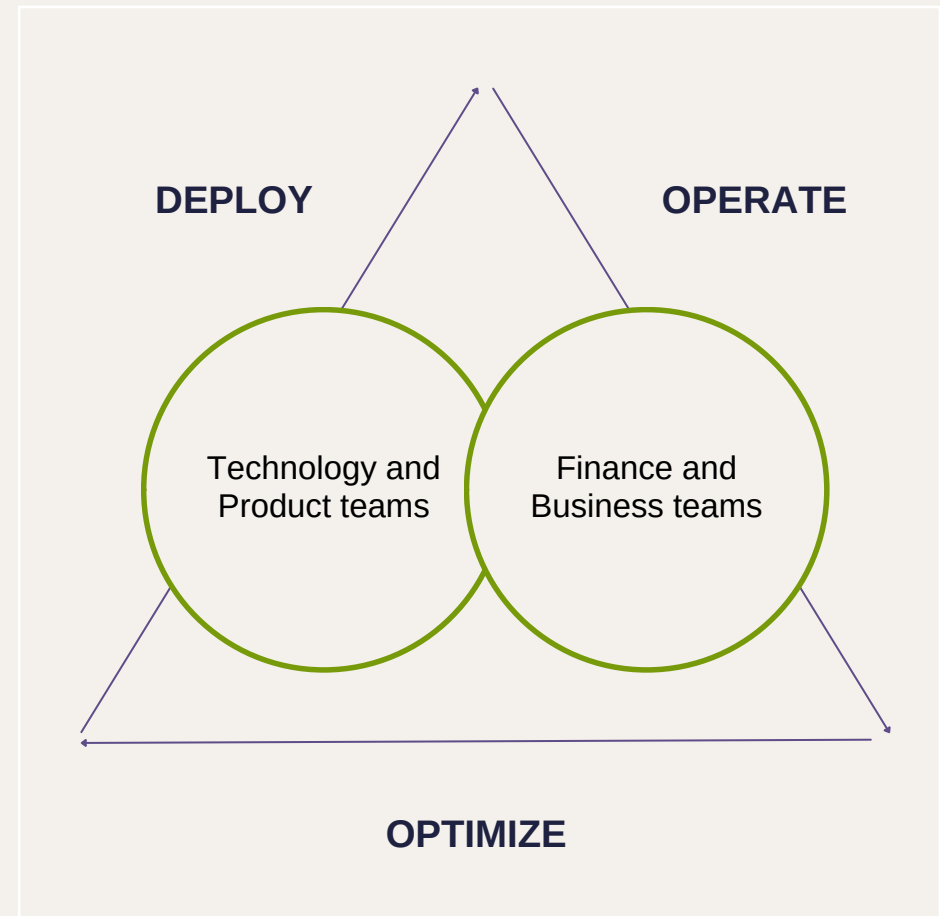 DEPLOY
OPERATE
Technology and
Product teams
Finance and
Business teams
OPTIMIZE